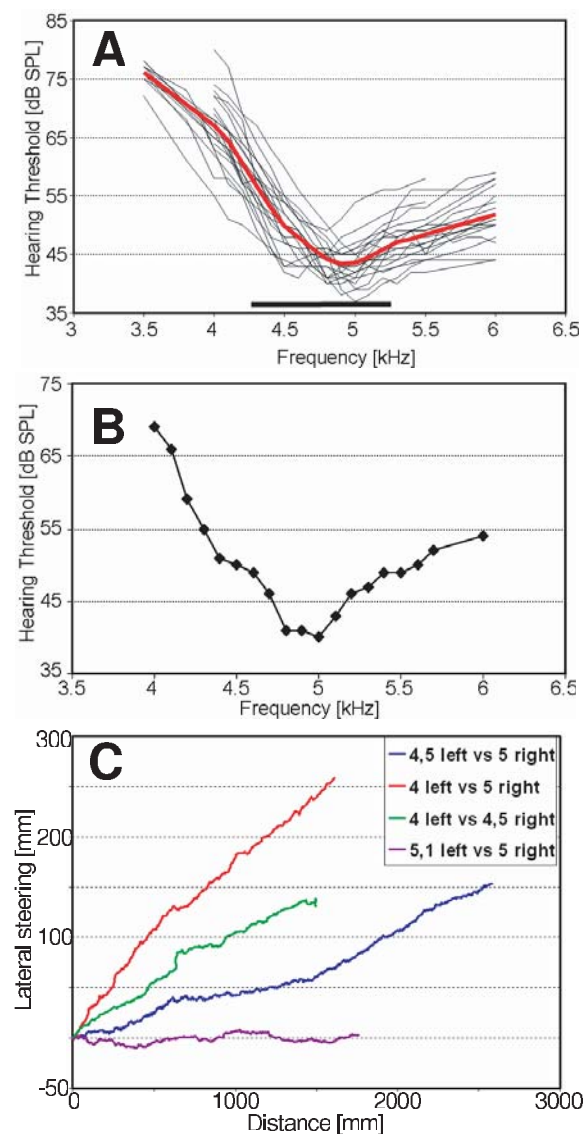 A
Hearing Threshold [dB SPL]
85
75
65
55
45
35
3 3.5 4 4.5 5 5.5 6 6.5
Frequency [kHz]
B
Hearing Threshold [dB SPL]
75
65
55
45
35
3.5 4 4.5 5 5.5 6 6.5
Frequency [kHz]
C
Lateral steering [mm]
300
200
100
-50
4,5 left vs 5 right
4 left vs 5 right
4 left vs 4,5 right
5,1 left vs 5 right
0 1000 2000 3000
Distance [mm]